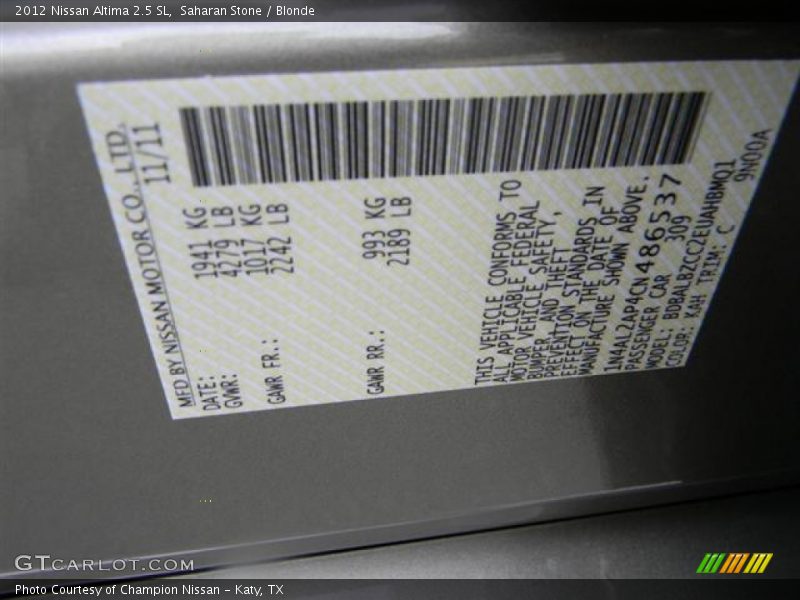 2012 Nissan Altima 2.5 SL,  Saharan Stone / Blonde
MFD BY NISSAN MOTOR CO., LTD.
DATE: 11/11
GVWR: 1941 KG
4279 LB
GAWR FR.: 1017 KG
2242 LB
GAWR RR.: 993 KG
2189 LB
THIS VEHICLE CONFORMS TO
ALL APPLICABLE FEDERAL
MOTOR VEHICLE SAFETY,
BUMPER, AND THEFT
PREVENTION STANDARDS IN
EFFECT ON THE DATE OF
MANUFACTURE SHOWN ABOVE.
1N4AL2AP4CN486537
PASSENGER CAR 309
MODEL: BDBALBZCC2EUAHBMQ1
COLOR: KAH TRIM: C 9N00A
GTCARLOT.COM
Photo Courtesy of Champion Nissan - Katy, TX